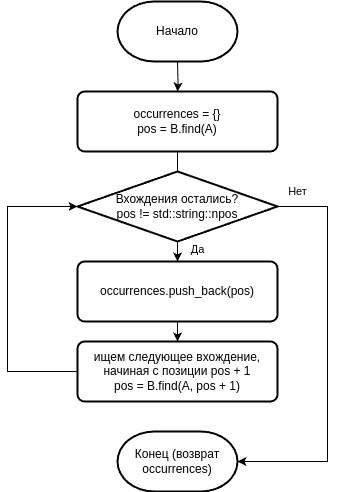 Начало
occurrences = {}
pos = B.find(A)
Вхождения остались?
pos != std::string::npos
Нет
Да
occurrences.push_back(pos)
ищем следующее вхождение,
начиная с позиции pos + 1
pos = B.find(A, pos + 1)
Конец (возврат
occurrences)